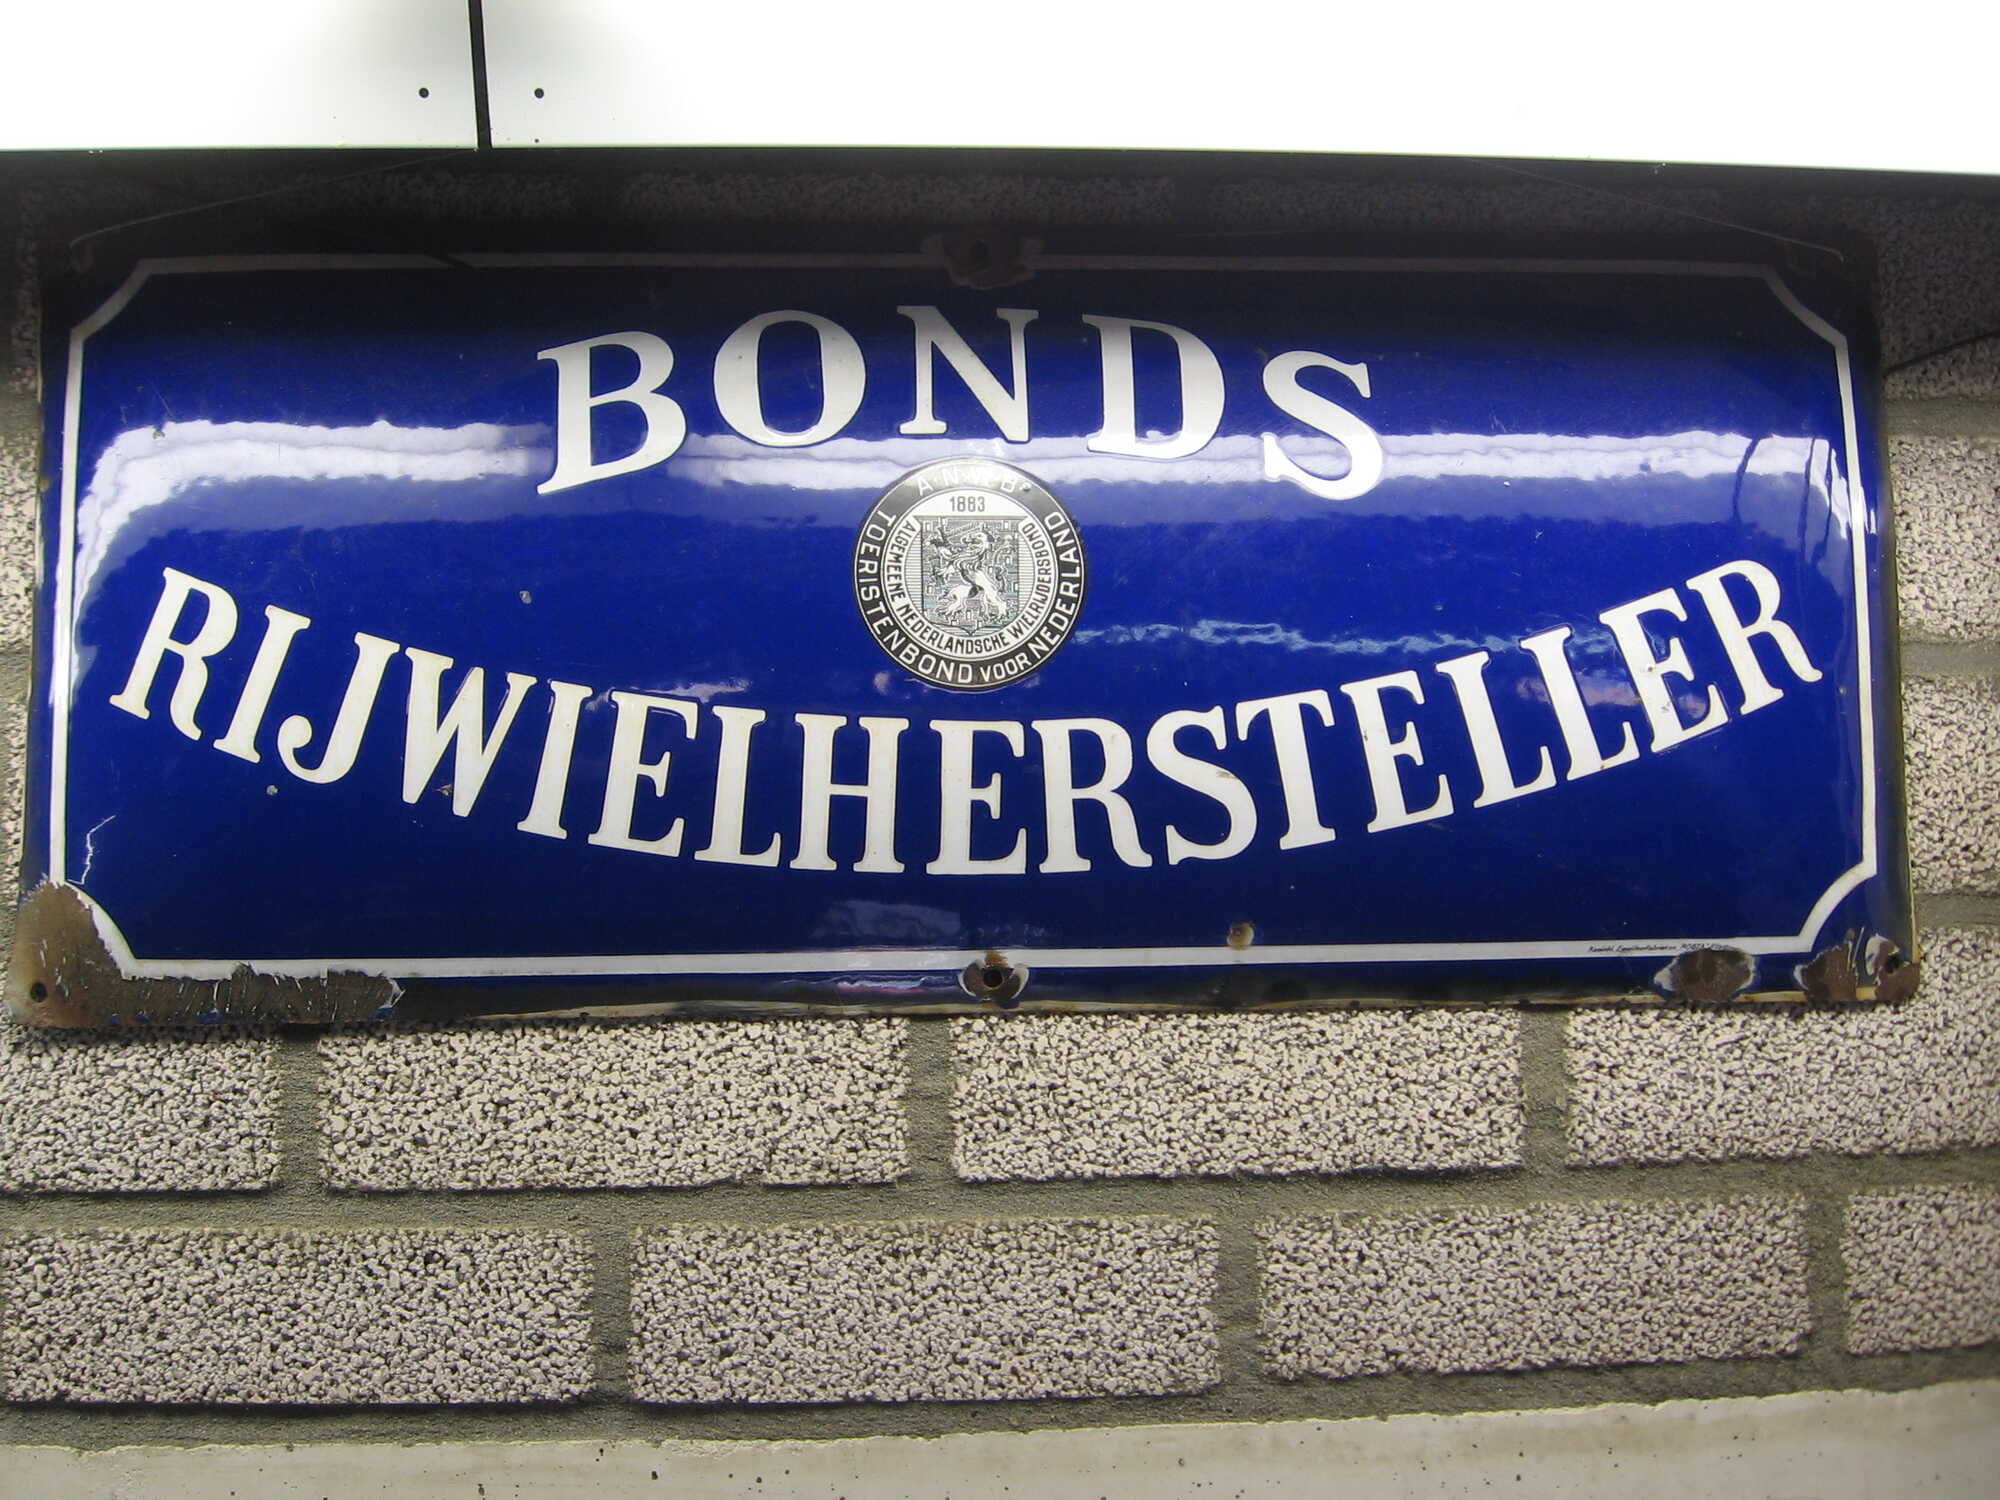 BONDS
A.N.W.B.
1883
ALGEMEENE NEDERLANDSCHE WIELRIJDERSBOND
TOERISTENBOND VOOR NEDERLAND
RIJWIELHERSTELLER